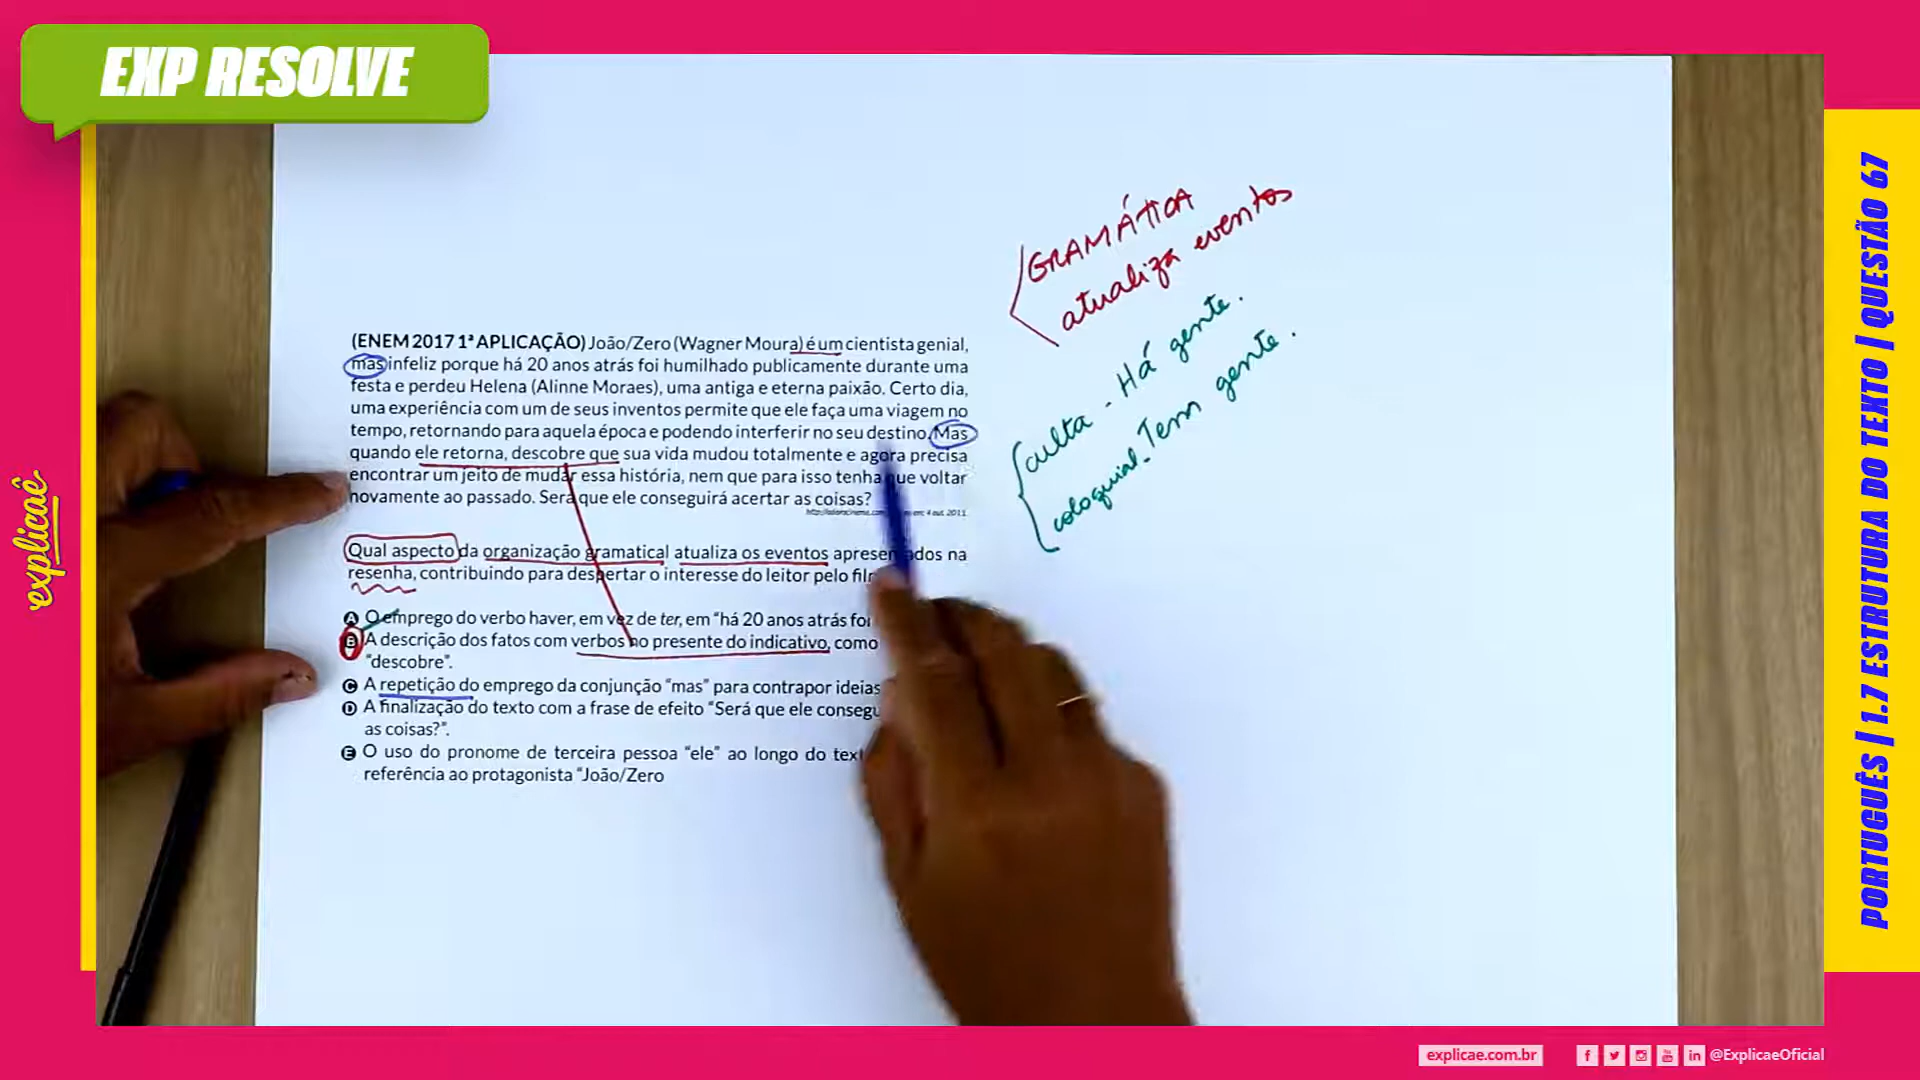 EXP RESOLVE
explicaê
GRAMÁTICA
atualiza eventos
culta - Há gente.
coloquial - Tem gente.
(ENEM 2017 1ª APLICAÇÃO) João/Zero (Wagner Moura) é um cientista genial,
mas infeliz porque há 20 anos atrás foi humilhado publicamente durante uma
festa e perdeu Helena (Alinne Moraes), uma antiga e eterna paixão. Certo dia,
uma experiência com um de seus inventos permite que ele faça uma viagem no
tempo, retornando para aquela época e podendo interferir no seu destino. Mas
quando ele retorna, descobre que sua vida mudou totalmente e agora precisa
encontrar um jeito de mudar essa história, nem que para isso tenha que voltar
novamente ao passado. Será que ele conseguirá acertar as coisas?
4 out. 2011
Qual aspecto da organização gramatical atualiza os eventos apresentados na
resenha, contribuindo para despertar o interesse do leitor pelo
A O emprego do verbo haver, em vez de ter, em "há 20 anos atrás foi
B A descrição dos fatos com verbos no presente do indicativo, como
"descobre".
C A repetição do emprego da conjunção "mas" para contrapor ideias
D A finalização do texto com a frase de efeito "Será que ele
as coisas?".
E O uso do pronome de terceira pessoa "ele" ao longo do
referência ao protagonista "João/Zero
PORTUGUÊS | 1.7 ESTRUTURA DO TEXTO | QUESTÃO 67
explicae.com.br
@ExplicaeOficial